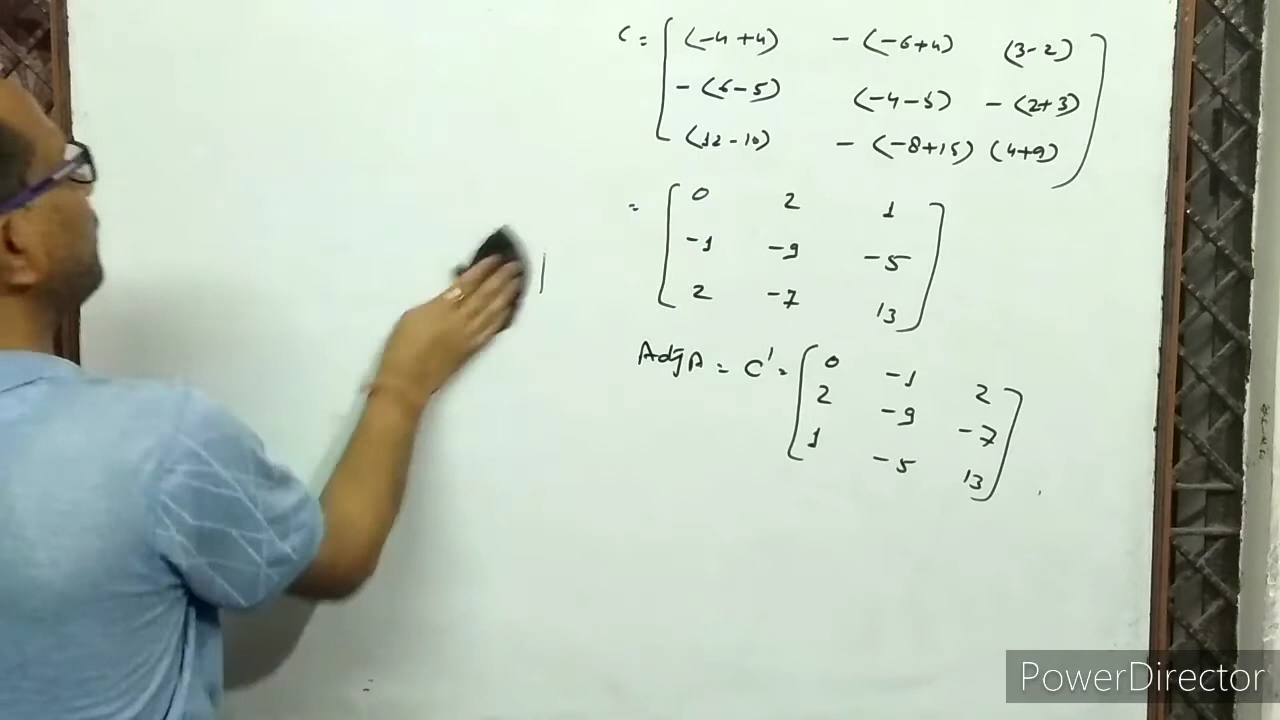 C = [ (-4+4) -(-6+4) (3-2)
-(6-5) (-4-5) -(2+3)
(12-10) -(-8+15) (4+9) ]
= [ 0 2 1
-1 -9 -5
2 -7 13 ]
AdjA = C' = [ 0 -1 2
2 -9 -7
1 -5 13 ]
PowerDirector